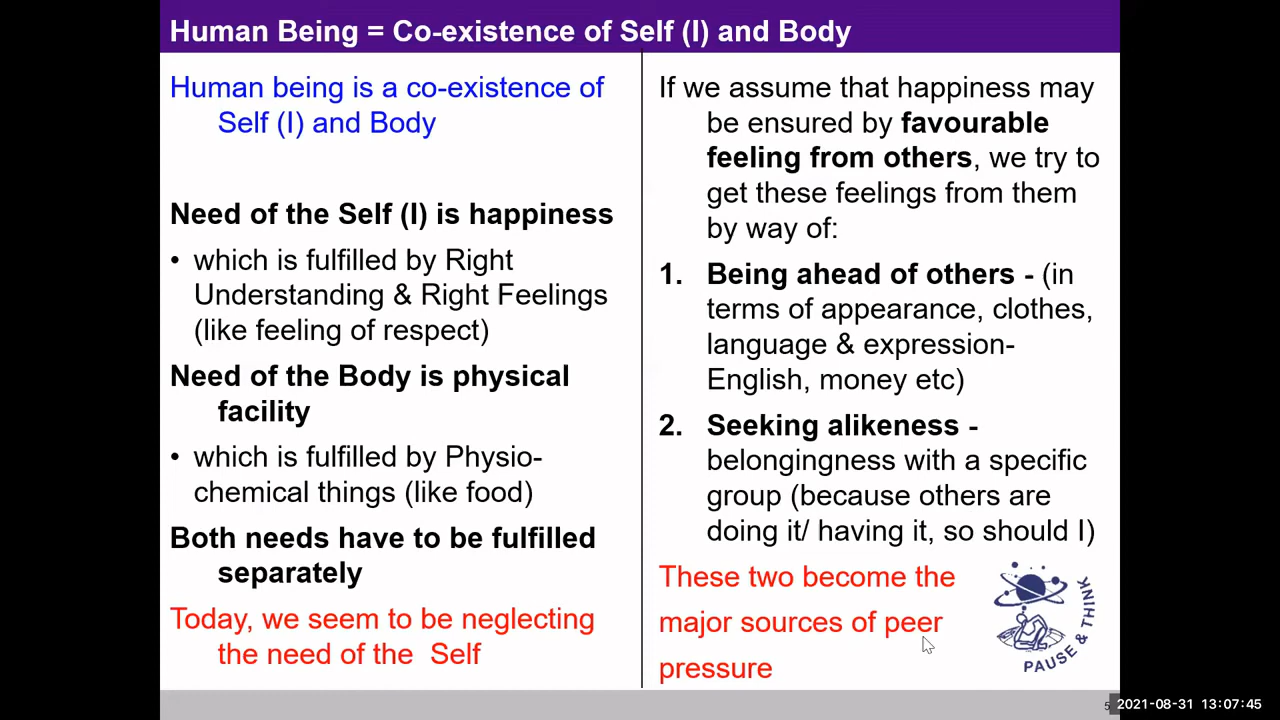 Human Being = Co-existence of Self (I) and Body
Human being is a co-existence of
Self (I) and Body
Need of the Self (I) is happiness
• which is fulfilled by Right
Understanding & Right Feelings
(like feeling of respect)
Need of the Body is physical
facility
• which is fulfilled by Physio-
chemical things (like food)
Both needs have to be fulfilled
separately
Today, we seem to be neglecting
the need of the Self
If we assume that happiness may
be ensured by favourable
feeling from others, we try to
get these feelings from them
by way of:
1. Being ahead of others - (in
terms of appearance, clothes,
language & expression-
English, money etc)
2. Seeking alikeness -
belongingness with a specific
group (because others are
doing it/ having it, so should I)
These two become the
major sources of peer
pressure
PAUSE & THINK
5
2021-08-31 13:07:45